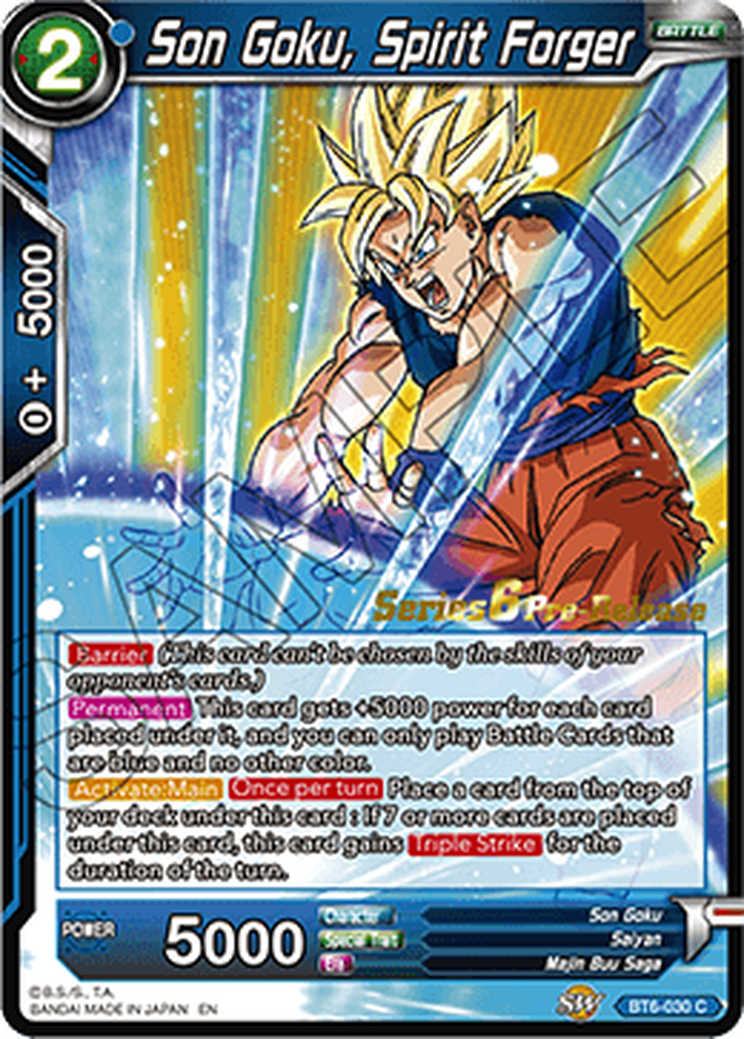 2
Son Goku, Spirit Forger
BATTLE
0 + 5000
SAMPLE
Series 6 Pre-Release
Barrier (This card can't be chosen by the skills of your
opponent's cards.)
Permanent This card gets +5000 power for each card
placed under it, and you can only play Battle Cards that
are blue and no other color.
Activate:Main Once per turn Place a card from the top of
your deck under this card : If 7 or more cards are placed
under this card, this card gains Triple Strike for the
duration of the turn.
POWER 5000
Character Son Goku
Special Trait Saiyan
Era Majin Buu Saga
©B.S./S., T.A.
BANDAI MADE IN JAPAN EN
SW
BT6-030 C